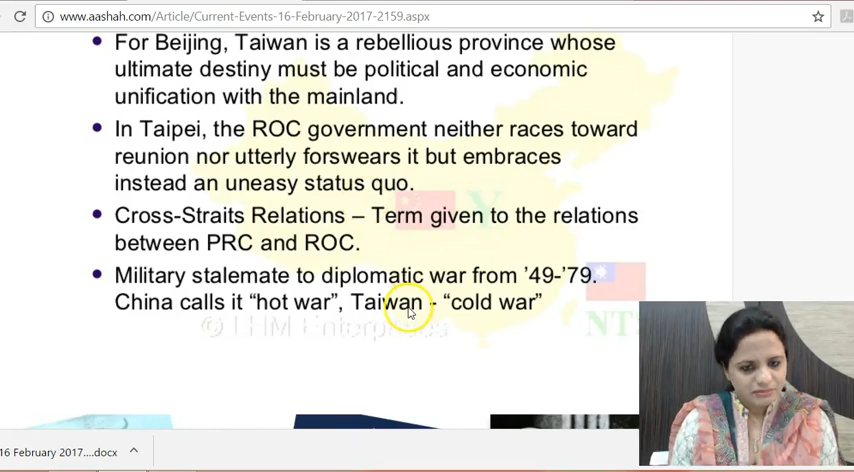 www.aashah.com/Article/Current-Events-16-February-2017-2159.aspx
• For Beijing, Taiwan is a rebellious province whose
ultimate destiny must be political and economic
unification with the mainland.
• In Taipei, the ROC government neither races toward
reunion nor utterly forswears it but embraces
instead an uneasy status quo.
• Cross-Straits Relations – Term given to the relations
between PRC and ROC.
• Military stalemate to diplomatic war from ’49-’79.
China calls it “hot war”, Taiwan - “cold war”
© LHM Enterprises
NT
16 February 2017....docx